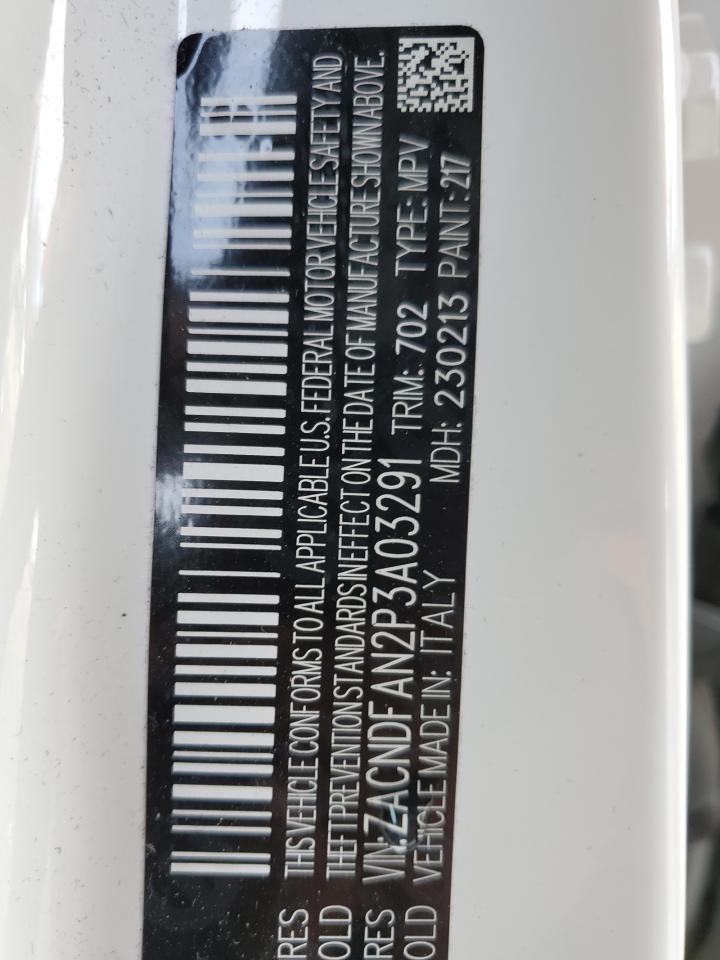 RES THIS VEHICLE CONFORMS TO ALL APPLICABLE U.S. FEDERAL MOTOR VEHICLE SAFETY AND
OLD THEFT PREVENTION STANDARDS IN EFFECT ON THE DATE OF MANUFACTURE SHOWN ABOVE.
RES VIN: ZACNDFAN2P3A03291 TRIM: 702 TYPE: MPV
OLD VEHICLE MADE IN: ITALY MDH: 230213 PAINT: 217